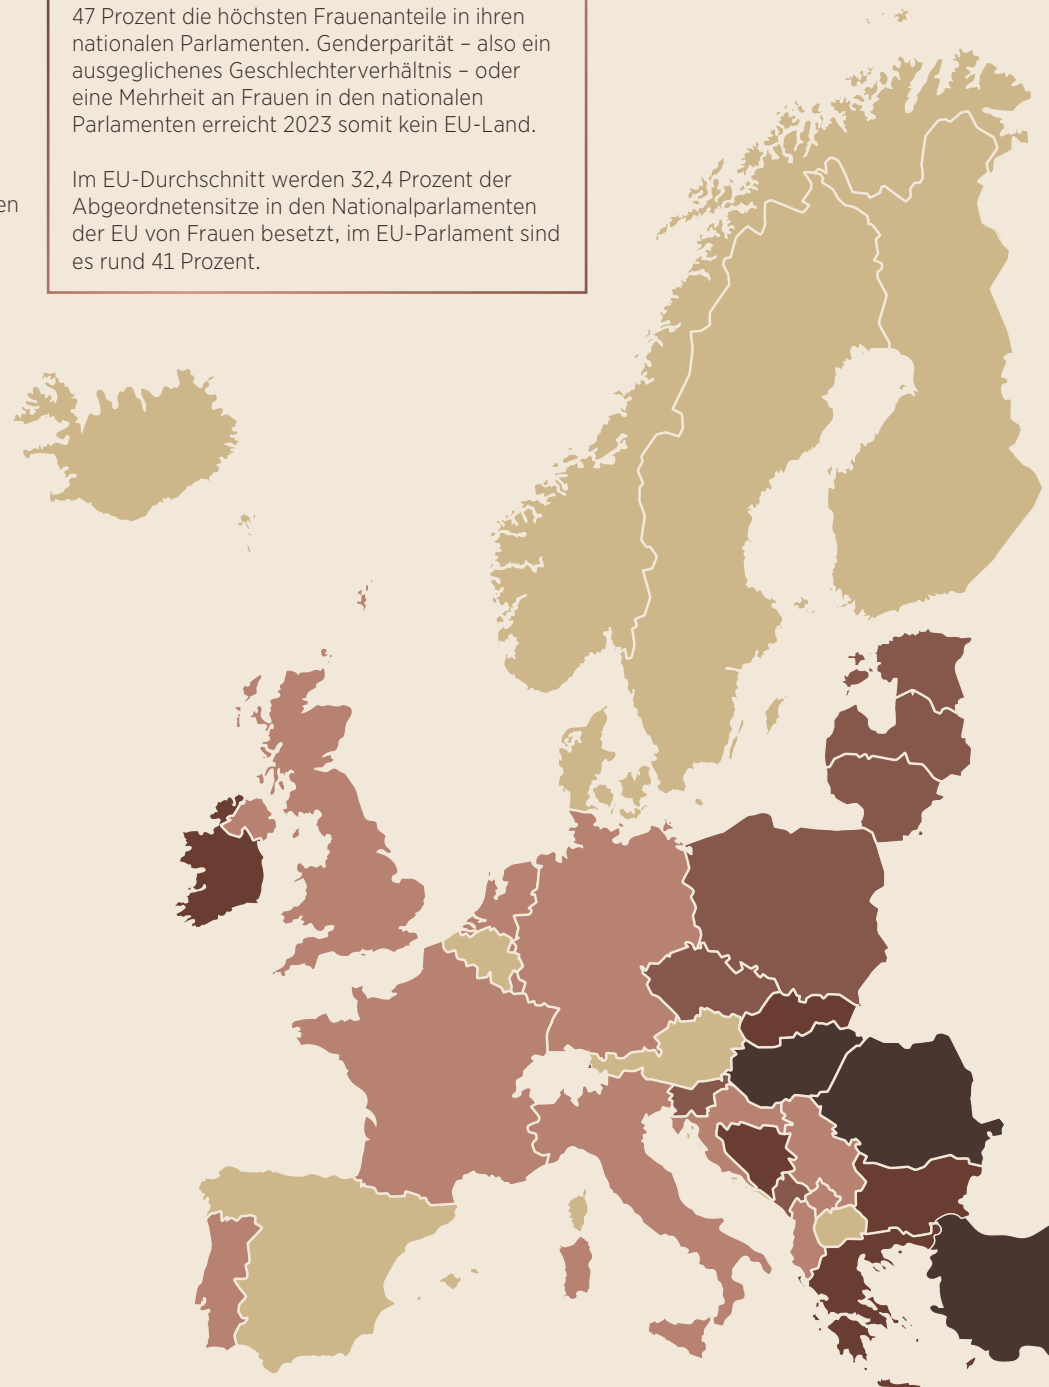 47 Prozent die höchsten Frauenanteile in ihren
nationalen Parlamenten. Genderparität – also ein
ausgeglichenes Geschlechterverhältnis – oder
eine Mehrheit an Frauen in den nationalen
Parlamenten erreicht 2023 somit kein EU-Land.
Im EU-Durchschnitt werden 32,4 Prozent der
Abgeordnetensitze in den Nationalparlamenten
der EU von Frauen besetzt, im EU-Parlament sind
es rund 41 Prozent.
en